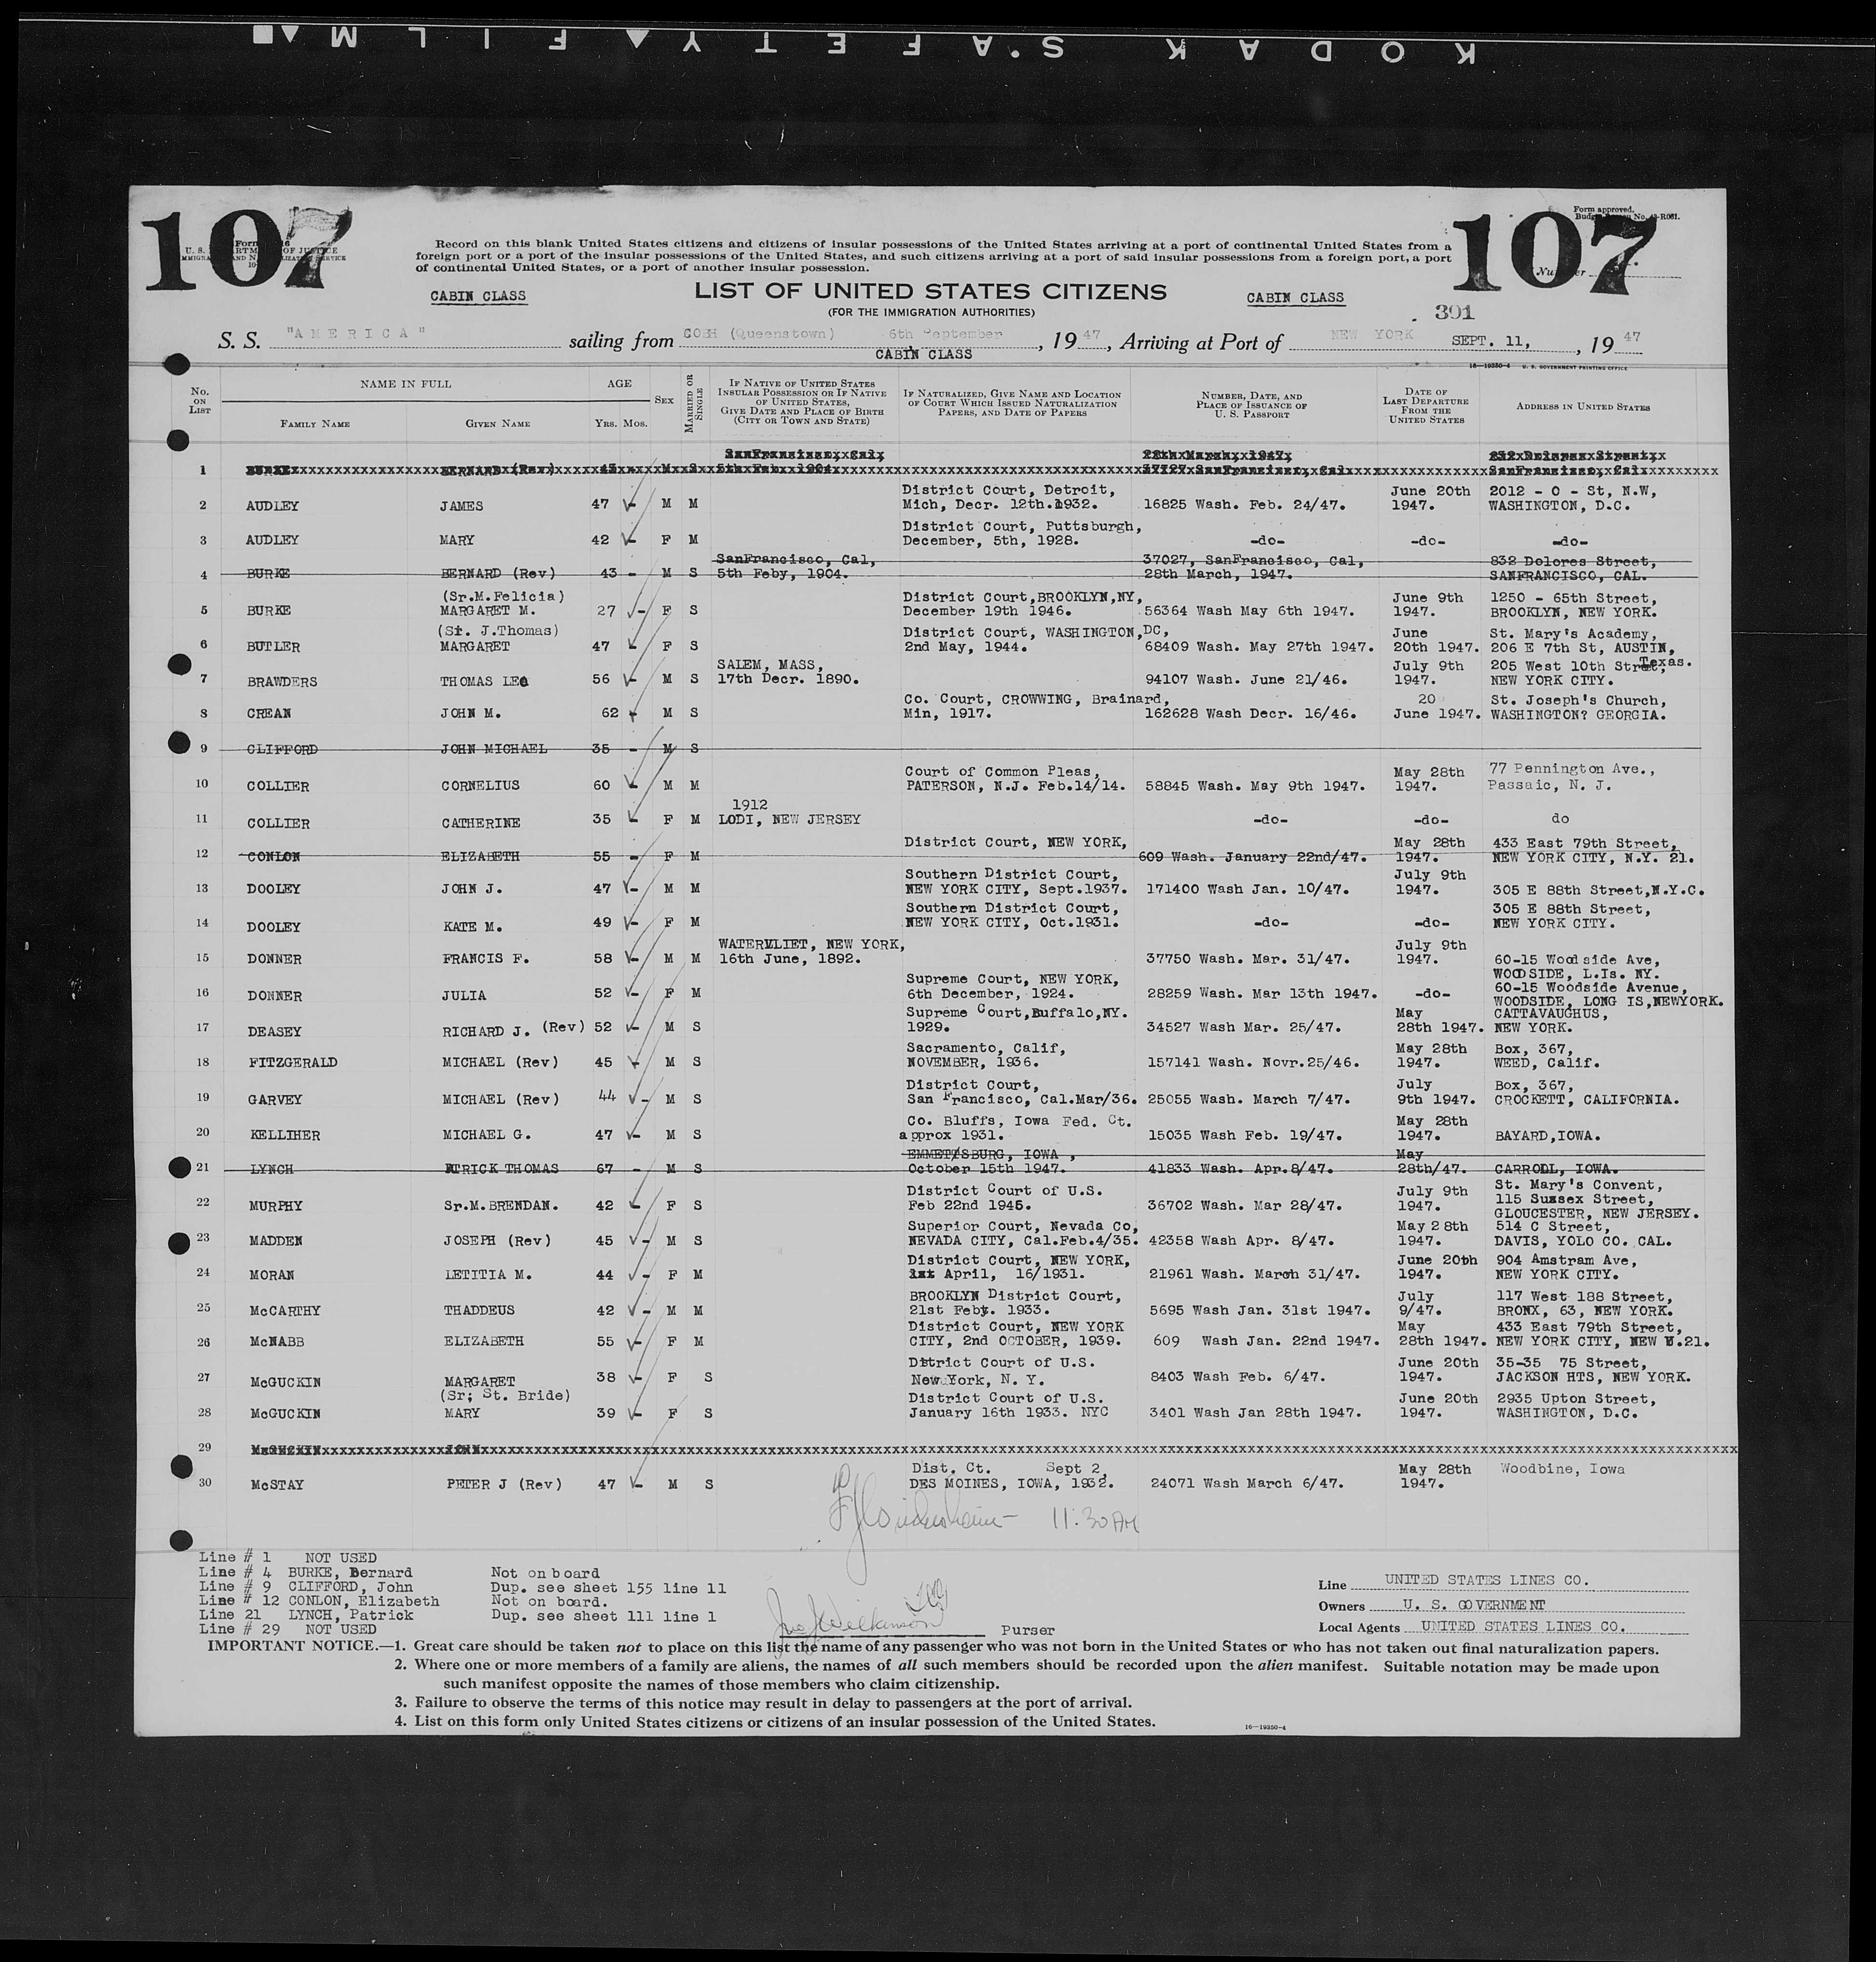 KODAK SAFETY FILM
107
107
Form approved.
U. S. DEPARTMENT OF JUSTICE
Number
Record on this blank United States citizens and citizens of insular possessions of the United States arriving at a port of continental United States from a
foreign port or a port of the insular possessions of the United States, and such citizens arriving at a port of said insular possessions from a foreign port, a port
of continental United States, or a port of another insular possession.
CABIN CLASS LIST OF UNITED STATES CITIZENS CABIN CLASS
(FOR THE IMMIGRATION AUTHORITIES)
301
S. S. "AMERICA" sailing from COBH (Queenstown) 6th September, 1947, Arriving at Port of NEW YORK SEPT. 11, , 1947
CABIN CLASS
16—19350-4 U. S. GOVERNMENT PRINTING OFFICE
No. on List
NAME IN FULL
Family Name
Given Name
AGE
Yrs. Mos.
Sex
Married or Single
If Native of United States Insular Possession or If Native of United States, Give Date and Place of Birth (City or Town and State)
If Naturalized, Give Name and Location of Court Which Issued Naturalization Papers, and Date of Papers
Number, Date, and Place of Issuance of U. S. Passport
Date of Last Departure From the United States
Address in United States
SanFrancisco, Cal, 28th March, 1947, 832 Dolores Street,
1 BURKE BERNARD (Rev) 43 - M S 5th Feb. 1904. 37127 SanFrancisco, Cal. SanFrancisco, Cal.
District Court, Detroit, June 20th 2012 - O - St, N.W,
2 AUDLEY JAMES 47 - M M Mich, Decr. 12th.1932. 16825 Wash. Feb. 24/47. 1947. WASHINGTON, D.C.
District Court, Puttsburgh,
3 AUDLEY MARY 42 - F M December, 5th, 1928. -do- -do- -do-
SanFrancisco, Cal, 37027, SanFrancisco, Cal, 832 Dolores Street,
4 BURKE BERNARD (Rev) 43 - M S 5th Feby, 1904. 28th March, 1947. SANFRANCISCO, CAL.
(Sr.M.Felicia) District Court,BROOKLYN,NY, June 9th 1250 - 65th Street,
5 BURKE MARGARET M. 27 - F S December 19th 1946. 56364 Wash May 6th 1947. 1947. BROOKLYN, NEW YORK.
(St. J.Thomas) District Court, WASHINGTON,DC, June St. Mary's Academy,
6 BUTLER MARGARET 47 - F S 2nd May, 1944. 68409 Wash. May 27th 1947. 20th 1947. 206 E 7th St, AUSTIN, Texas.
SALEM, MASS, July 9th 205 West 10th Street,
7 BRAWDERS THOMAS LEO 56 - M S 17th Decr. 1890. 94107 Wash. June 21/46. 1947. NEW YORK CITY.
Co. Court, CROWWING, Brainard, 20 St. Joseph's Church,
8 CREAN JOHN M. 62 - M S Min, 1917. 162628 Wash Decr. 16/46. June 1947. WASHINGTON? GEORGIA.
9 CLIFFORD JOHN MICHAEL 35 - M S
Court of Common Pleas, May 28th 77 Pennington Ave.,
10 COLLIER CORNELIUS 60 - M M PATERSON, N.J. Feb.14/14. 58845 Wash. May 9th 1947. 1947. Passaic, N. J.
1912
11 COLLIER CATHERINE 35 - F M LODI, NEW JERSEY -do- -do- do
District Court, NEW YORK, May 28th 433 East 79th Street,
12 CONLON ELIZABETH 55 - F M 609 Wash. January 22nd/47. 1947. NEW YORK CITY, N.Y. 21.
Southern District Court, July 9th
13 DOOLEY JOHN J. 47 - M M NEW YORK CITY, Sept.1937. 171400 Wash Jan. 10/47. 1947. 305 E 88th Street,N.Y.C.
Southern District Court, 305 E 88th Street,
14 DOOLEY KATE M. 49 - F M NEW YORK CITY, Oct.1931. -do- -do- NEW YORK CITY.
WATERVLIET, NEW YORK, July 9th
15 DONNER FRANCIS F. 58 - M M 16th June, 1892. 37750 Wash. Mar. 31/47. 1947. 60-15 Woodside Ave,
WOODSIDE, L.Is. NY.
Supreme Court, NEW YORK, 60-15 Woodside Avenue,
16 DONNER JULIA 52 - F M 6th December, 1924. 28259 Wash. Mar 13th 1947. -do- WOODSIDE, LONG IS,NEWYORK.
Supreme Court,Buffalo,NY. May CATTAVAUGHUS,
17 DEASEY RICHARD J. (Rev) 52 - M S 1929. 34527 Wash Mar. 25/47. 28th 1947. NEW YORK.
Sacramento, Calif, May 28th Box, 367,
18 FITZGERALD MICHAEL (Rev) 45 - M S NOVEMBER, 1936. 157141 Wash. Novr.25/46. 1947. WEED, Calif.
District Court, July Box, 367,
19 GARVEY MICHAEL (Rev) 44 - M S San Francisco, Cal.Mar/36. 25055 Wash. March 7/47. 9th 1947. CROCKETT, CALIFORNIA.
Co. Bluffs, Iowa Fed. Ct. May 28th
20 KELLIHER MICHAEL G. 47 - M S approx 1931. 15035 Wash Feb. 19/47. 1947. BAYARD,IOWA.
EMMETSBURG, IOWA , May
21 LYNCH PATRICK THOMAS 67 - M S October 15th 1947. 41833 Wash. Apr.8/47. 28th/47. CARROLL, IOWA.
District Court of U.S. July 9th St. Mary's Convent,
22 MURPHY Sr.M.BRENDAN. 42 - F S Feb 22nd 1945. 36702 Wash. Mar 28/47. 1947. 115 Sussex Street,
GLOUCESTER, NEW JERSEY.
Superior Court, Nevada Co, May 28th 514 C Street,
23 MADDEN JOSEPH (Rev) 45 - M S NEVADA CITY, Cal.Feb.4/35. 42358 Wash Apr. 8/47. 1947. DAVIS, YOLO CO. CAL.
District Court, NEW YORK, June 20th 904 Amstram Ave,
24 MORAN LETITIA M. 44 - F M April, 16/1931. 21961 Wash. March 31/47. 1947. NEW YORK CITY.
BROOKLYN District Court, July 117 West 188 Street,
25 McCARTHY THADDEUS 42 - M M 21st Feby. 1933. 5695 Wash Jan. 31st 1947. 9/47. BRONX, 63, NEW YORK.
District Court, NEW YORK May 433 East 79th Street,
26 McNABB ELIZABETH 55 - F M CITY, 2nd OCTOBER, 1939. 609 Wash Jan. 22nd 1947. 28th 1947. NEW YORK CITY, NEW Y.21.
District Court of U.S. June 20th 35-35 75 Street,
27 McGUCKIN MARGARET 38 - F S New York, N. Y. 8403 Wash Feb. 6/47. 1947. JACKSON HTS, NEW YORK.
(Sr; St. Bride) District Court of U.S. June 20th 2935 Upton Street,
28 McGUCKIN MARY 39 - F S January 16th 1933. NYC 3401 Wash Jan 28th 1947. 1947. WASHINGTON, D.C.
29 McGUCKIN JOHN
Dist. Ct. Sept 2, May 28th Woodbine, Iowa
30 McSTAY PETER J (Rev) 47 - M S DES MOINES, IOWA, 1932. 24071 Wash March 6/47. 1947.
11:30 AM
Line # 1 NOT USED
Line # 4 BURKE, Bernard Not on board
Line # 9 CLIFFORD, John Dup. see sheet 155 line 11
Line # 12 CONLON, Elizabeth Not on board.
Line 21 LYNCH, Patrick Dup. see sheet 111 line 1
Line # 29 NOT USED
Wilkinson Purser
Line UNITED STATES LINES CO.
Owners U. S. GOVERNMENT
Local Agents UNITED STATES LINES CO.
IMPORTANT NOTICE.—1. Great care should be taken not to place on this list the name of any passenger who was not born in the United States or who has not taken out final naturalization papers.
2. Where one or more members of a family are aliens, the names of all such members should be recorded upon the alien manifest. Suitable notation may be made upon
such manifest opposite the names of those members who claim citizenship.
3. Failure to observe the terms of this notice may result in delay to passengers at the port of arrival.
4. List on this form only United States citizens or citizens of an insular possession of the United States.
16—19350-4